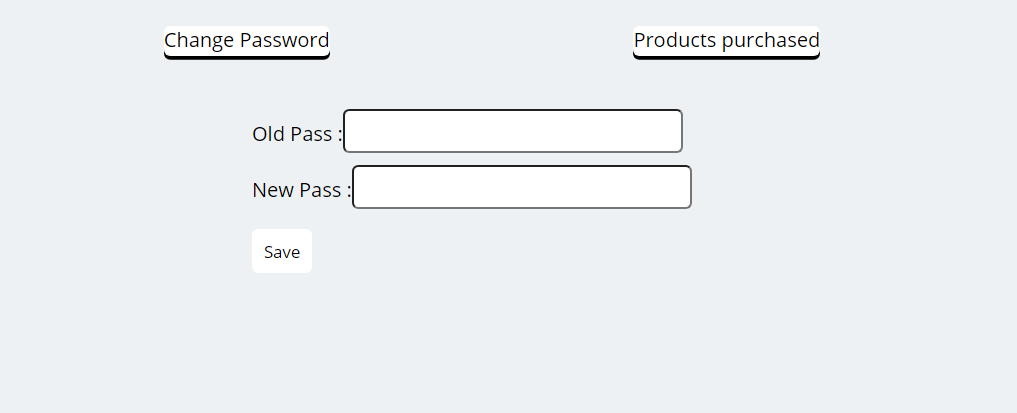 Change Password
Products purchased
Old Pass :
New Pass :
Save